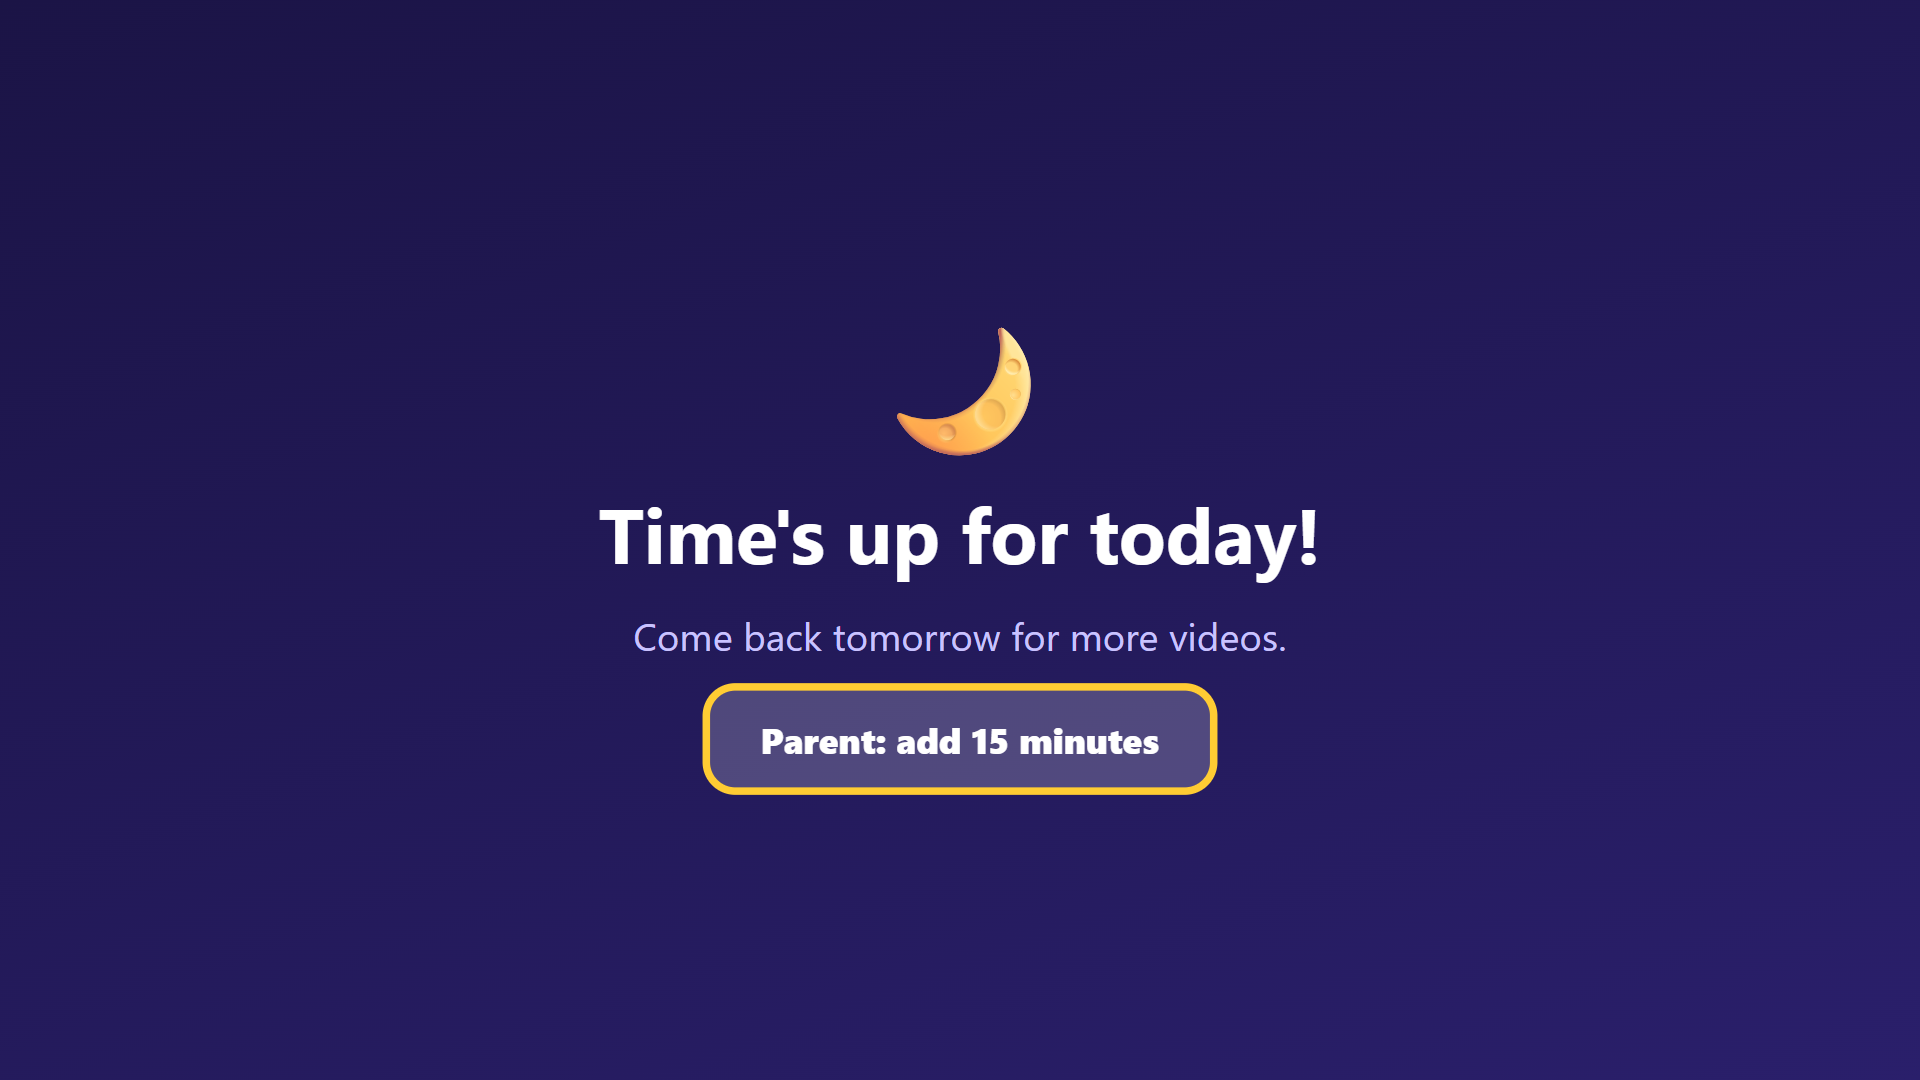 Time's up for today!
Come back tomorrow for more videos.
Parent: add 15 minutes